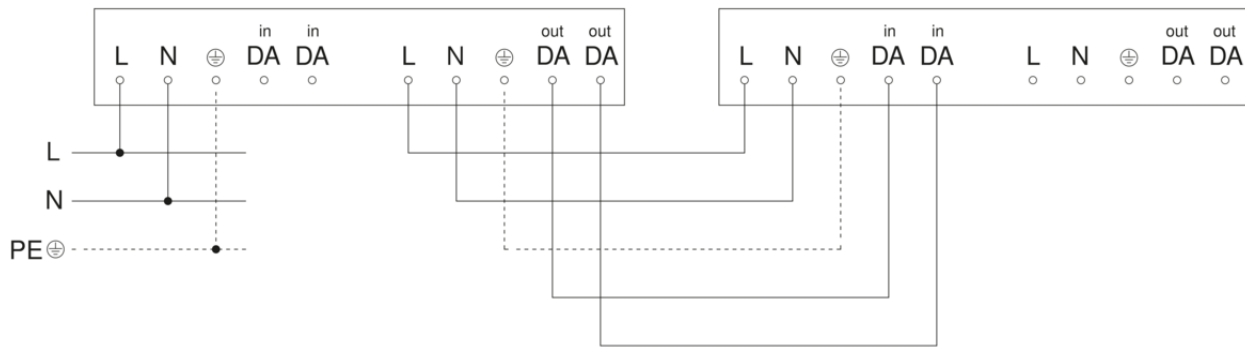 in in out out in in out out
L N ⏚ DA DA L N ⏚ DA DA L N ⏚ DA DA L N ⏚ DA DA
L
N
PE ⏚